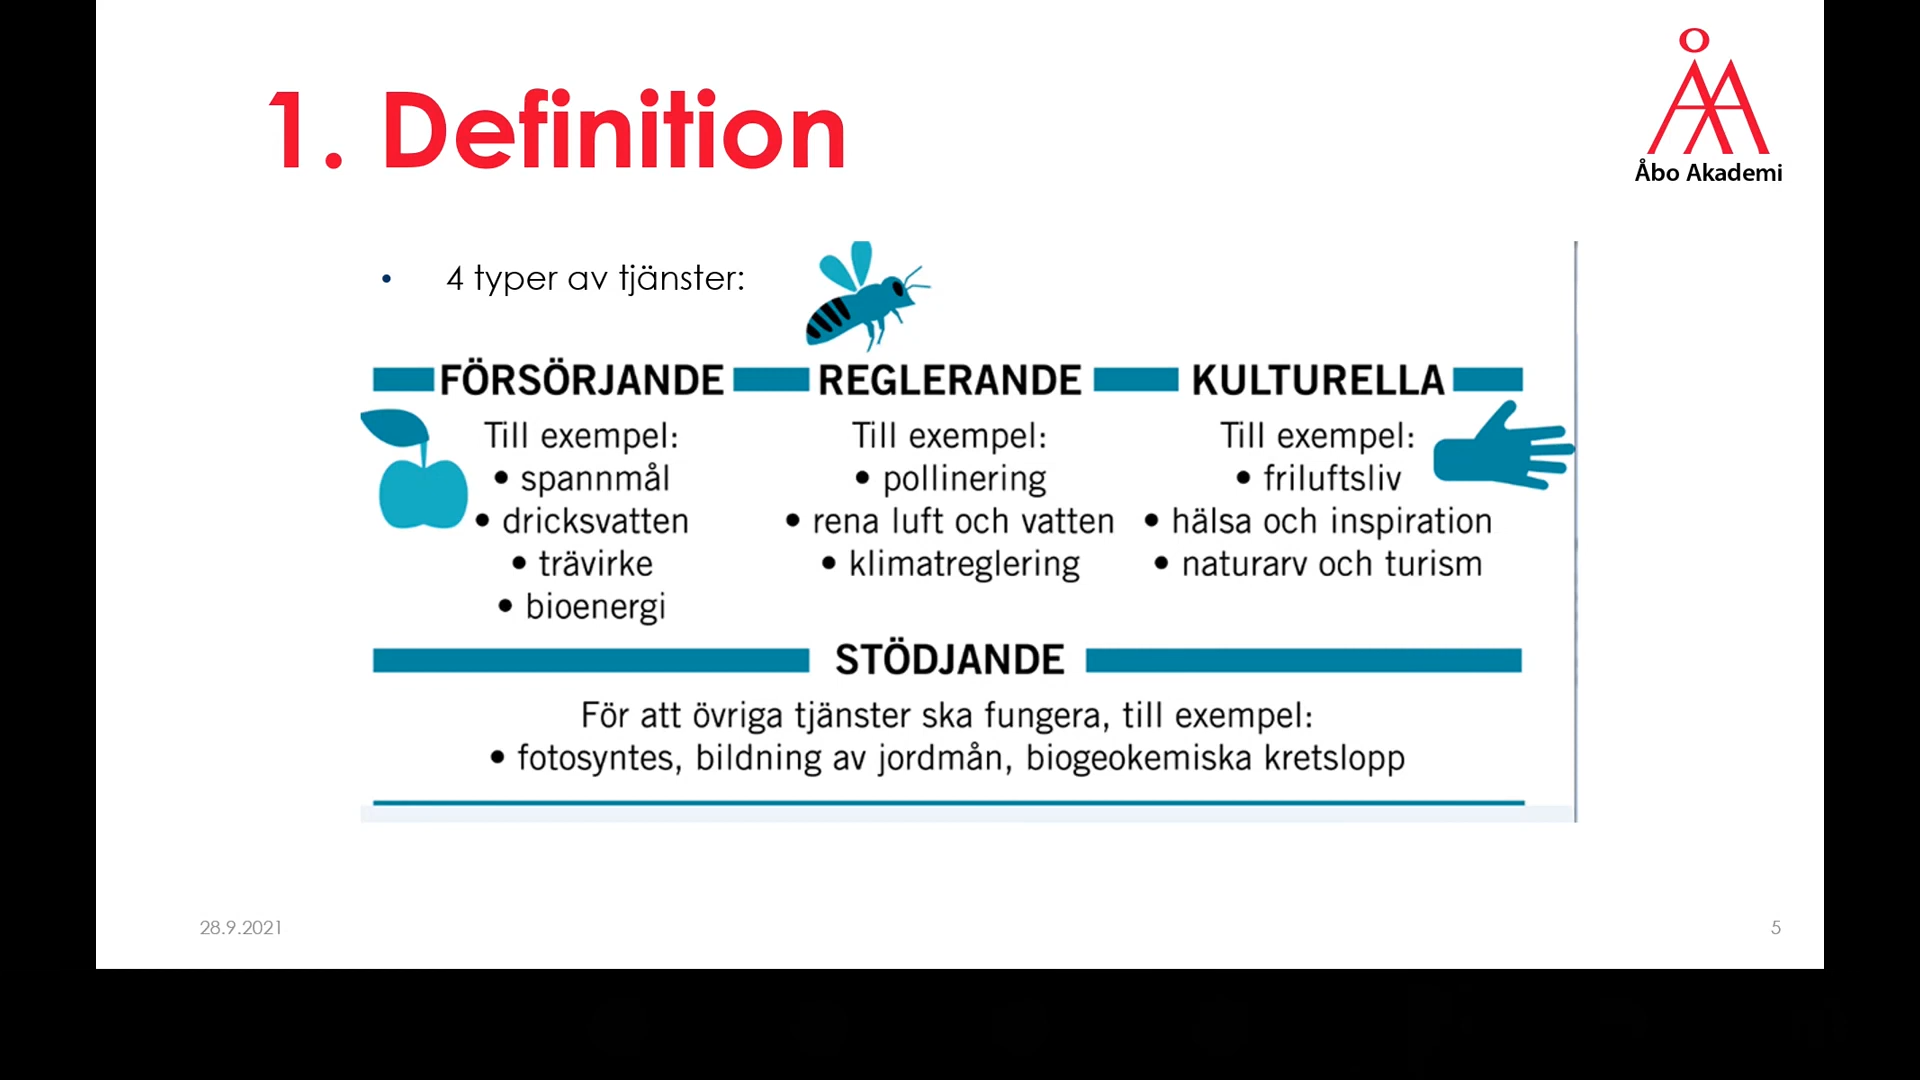 1. Definition
Åbo Akademi
• 4 typer av tjänster:
FÖRSÖRJANDE
Till exempel:
• spannmål
• dricksvatten
• trävirke
• bioenergi
REGLERANDE
Till exempel:
• pollinering
• rena luft och vatten
• klimatreglering
KULTURELLA
Till exempel:
• friluftsliv
• hälsa och inspiration
• naturarv och turism
STÖDJANDE
För att övriga tjänster ska fungera, till exempel:
• fotosyntes, bildning av jordmån, biogeokemiska kretslopp
28.9.2021
5